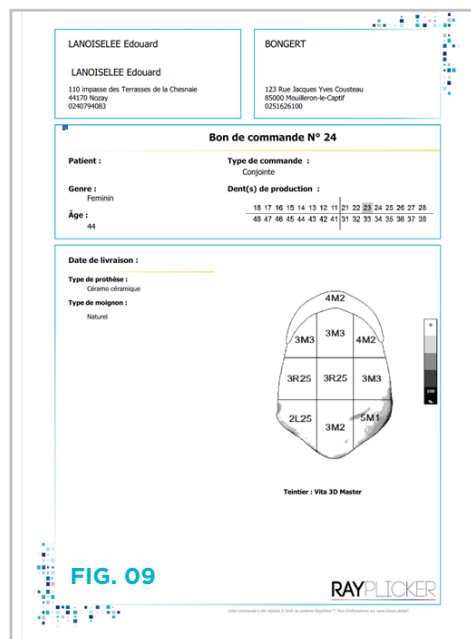 LANOISELEE Edouard
LANOISELEE Edouard
110 impasse des Terrasses de la Chesnaie
44170 Nozay
0240794083
BONGERT
123 Rue Jacques Yves Cousteau
85000 Mouilleron-le-Captif
0251626100
Bon de commande N° 24
Patient :
Type de commande :
Conjointe
Genre :
Feminin
Dent(s) de production :
18 17 16 15 14 13 12 11 21 22 23 24 25 26 27 28
48 47 46 45 44 43 42 41 31 32 33 34 35 36 37 38
Âge :
44
Date de livraison :
Type de prothèse :
Céramo céramique
Type de moignon :
Naturel
4M2
3M3 3M3 4M2
3R25 3R25 3M3
2L25 3M2 5M1
Teintier : Vita 3D Master
FIG. 09
RAYPLICKER